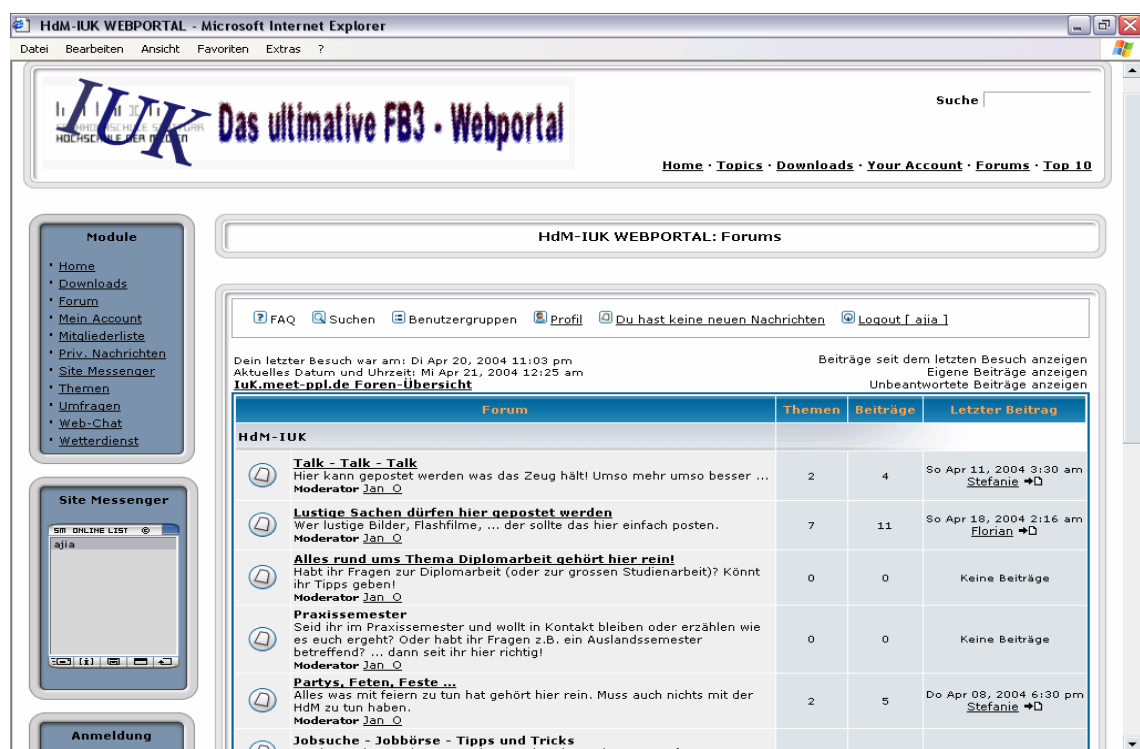 HdM-IUK WEBPORTAL - Microsoft Internet Explorer
Datei Bearbeiten Ansicht Favoriten Extras ?
IUK
HOCHSCHULE DER MEDIEN
Das ultimative FB3 - Webportal
Suche
Home · Topics · Downloads · Your Account · Forums · Top 10
Module
· Home
· Downloads
· Forum
· Mein Account
· Mitgliederliste
· Priv. Nachrichten
· Site Messenger
· Themen
· Umfragen
· Web-Chat
· Wetterdienst
Site Messenger
SM ONLINE LIST ©
ajia
[i]
Anmeldung
HdM-IUK WEBPORTAL: Forums
FAQ Suchen Benutzergruppen Profil Du hast keine neuen Nachrichten Logout [ ajia ]
Dein letzter Besuch war am: Di Apr 20, 2004 11:03 pm
Aktuelles Datum und Uhrzeit: Mi Apr 21, 2004 12:25 am
IuK.meet-ppl.de Foren-Übersicht
Beiträge seit dem letzten Besuch anzeigen
Eigene Beiträge anzeigen
Unbeantwortete Beiträge anzeigen
Forum Themen Beiträge Letzter Beitrag
HdM-IUK
Talk - Talk - Talk
Hier kann gepostet werden was das Zeug hält! Umso mehr umso besser ...
Moderator Jan_O
2 4 So Apr 11, 2004 3:30 am
Stefanie
Lustige Sachen dürfen hier gepostet werden
Wer lustige Bilder, Flashfilme, ... der sollte das hier einfach posten.
Moderator Jan_O
7 11 So Apr 18, 2004 2:16 am
Florian
Alles rund ums Thema Diplomarbeit gehört hier rein!
Habt ihr Fragen zur Diplomarbeit (oder zur grossen Studienarbeit)? Könnt
ihr Tipps geben!
Moderator Jan_O
0 0 Keine Beiträge
Praxissemester
Seid ihr im Praxissemester und wollt in Kontakt bleiben oder erzählen wie
es euch ergeht? Oder habt ihr Fragen z.B. ein Auslandssemester
betreffend? ... dann seit ihr hier richtig!
Moderator Jan_O
0 0 Keine Beiträge
Partys, Feten, Feste ...
Alles was mit feiern zu tun hat gehört hier rein. Muss auch nichts mit der
HdM zu tun haben.
Moderator Jan_O
2 5 Do Apr 08, 2004 6:30 pm
Stefanie
Jobsuche - Jobbörse - Tipps und Tricks